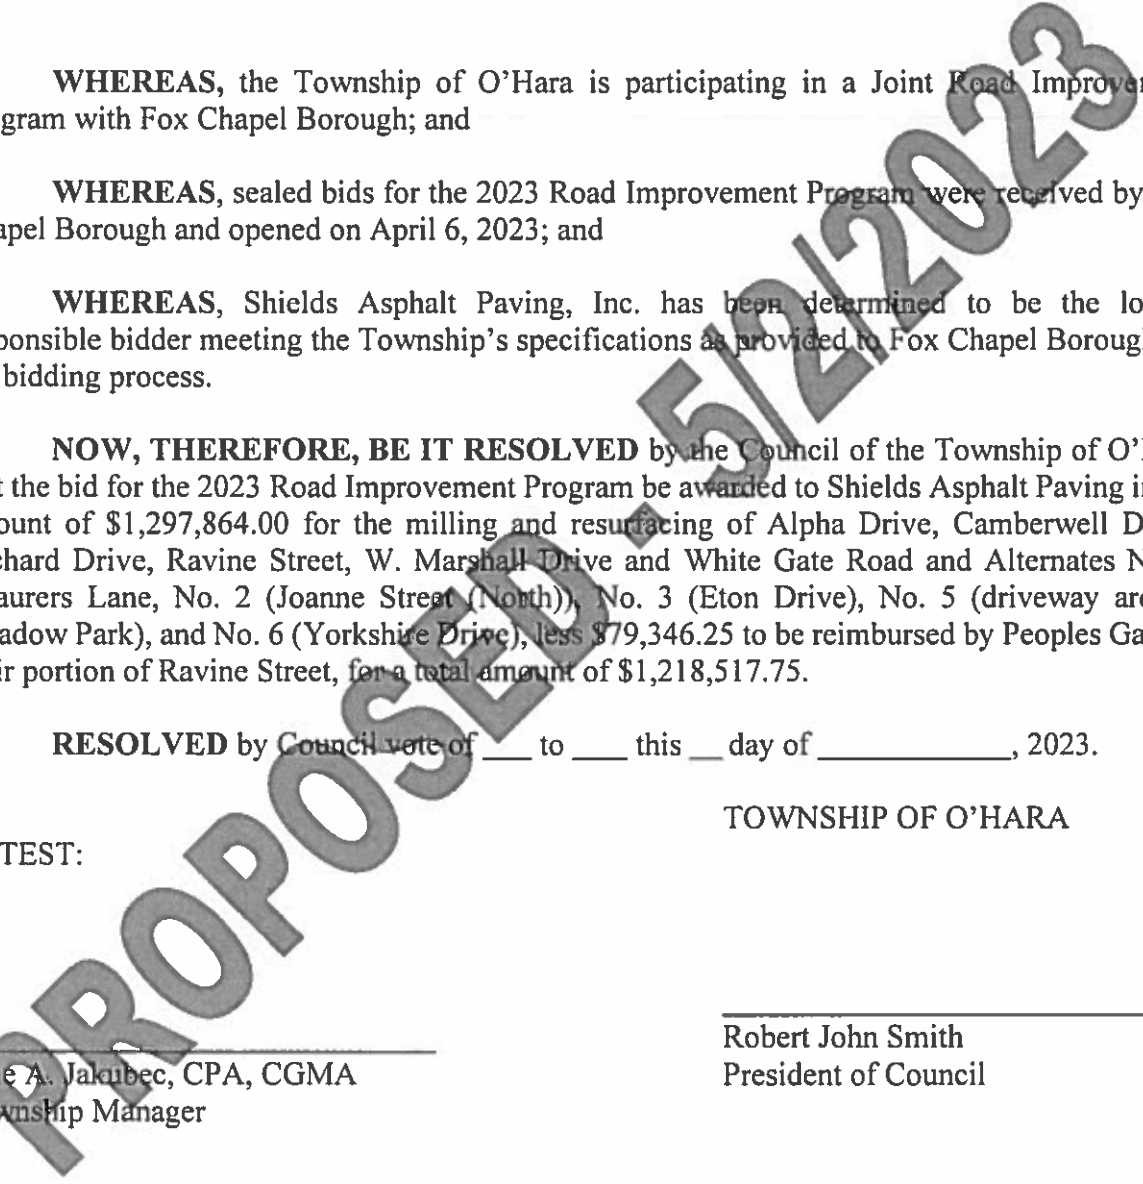 WHEREAS, the Township of O'Hara is participating in a Joint Road Improve
gram with Fox Chapel Borough; and
WHEREAS, sealed bids for the 2023 Road Improvement Program were received by
apel Borough and opened on April 6, 2023; and
WHEREAS, Shields Asphalt Paving, Inc. has been determined to be the lo
ponsible bidder meeting the Township's specifications as provided to Fox Chapel Boroug
bidding process.
NOW, THEREFORE, BE IT RESOLVED by the Council of the Township of O'
t the bid for the 2023 Road Improvement Program be awarded to Shields Asphalt Paving in
ount of $1,297,864.00 for the milling and resurfacing of Alpha Drive, Camberwell D
chard Drive, Ravine Street, W. Marshall Drive and White Gate Road and Alternates N
aurers Lane, No. 2 (Joanne Street (North)), No. 3 (Eton Drive), No. 5 (driveway are
adow Park), and No. 6 (Yorkshire Drive), less $79,346.25 to be reimbursed by Peoples Ga
ir portion of Ravine Street, for a total amount of $1,218,517.75.
RESOLVED by Council vote of ___ to ___ this __ day of ____________, 2023.
TOWNSHIP OF O'HARA
TEST:
Robert John Smith
e A. Jakubec, CPA, CGMA
President of Council
wnship Manager
PROPOSED - 5/2/2023